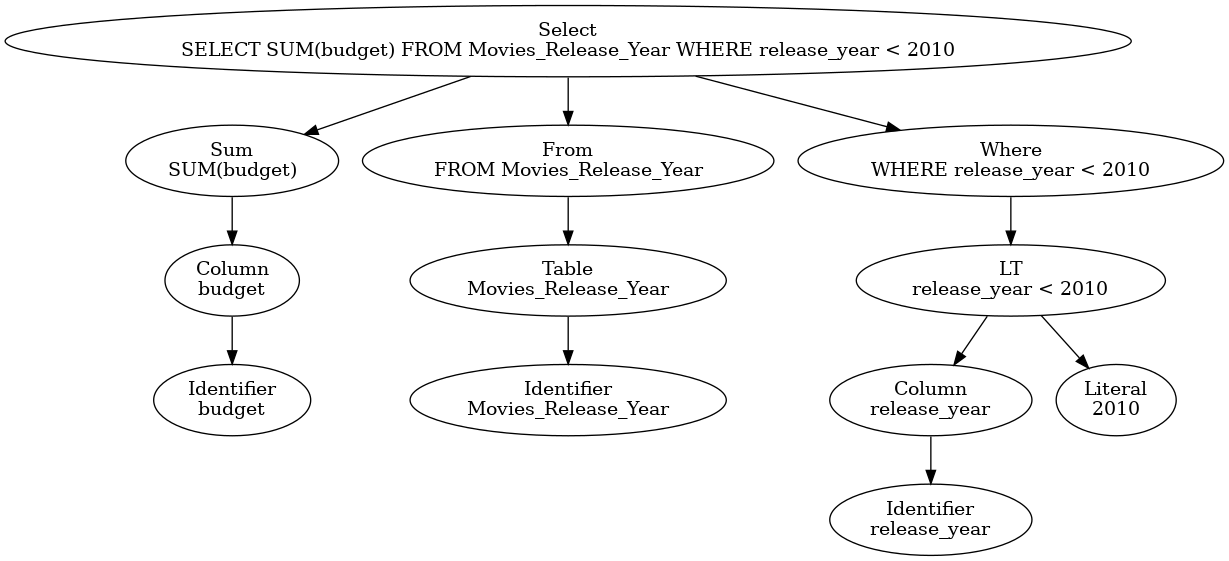 Select
SELECT SUM(budget) FROM Movies_Release_Year WHERE release_year < 2010
Sum
SUM(budget)
From
FROM Movies_Release_Year
Where
WHERE release_year < 2010
Column
budget
Table
Movies_Release_Year
LT
release_year < 2010
Identifier
budget
Identifier
Movies_Release_Year
Column
release_year
Literal
2010
Identifier
release_year